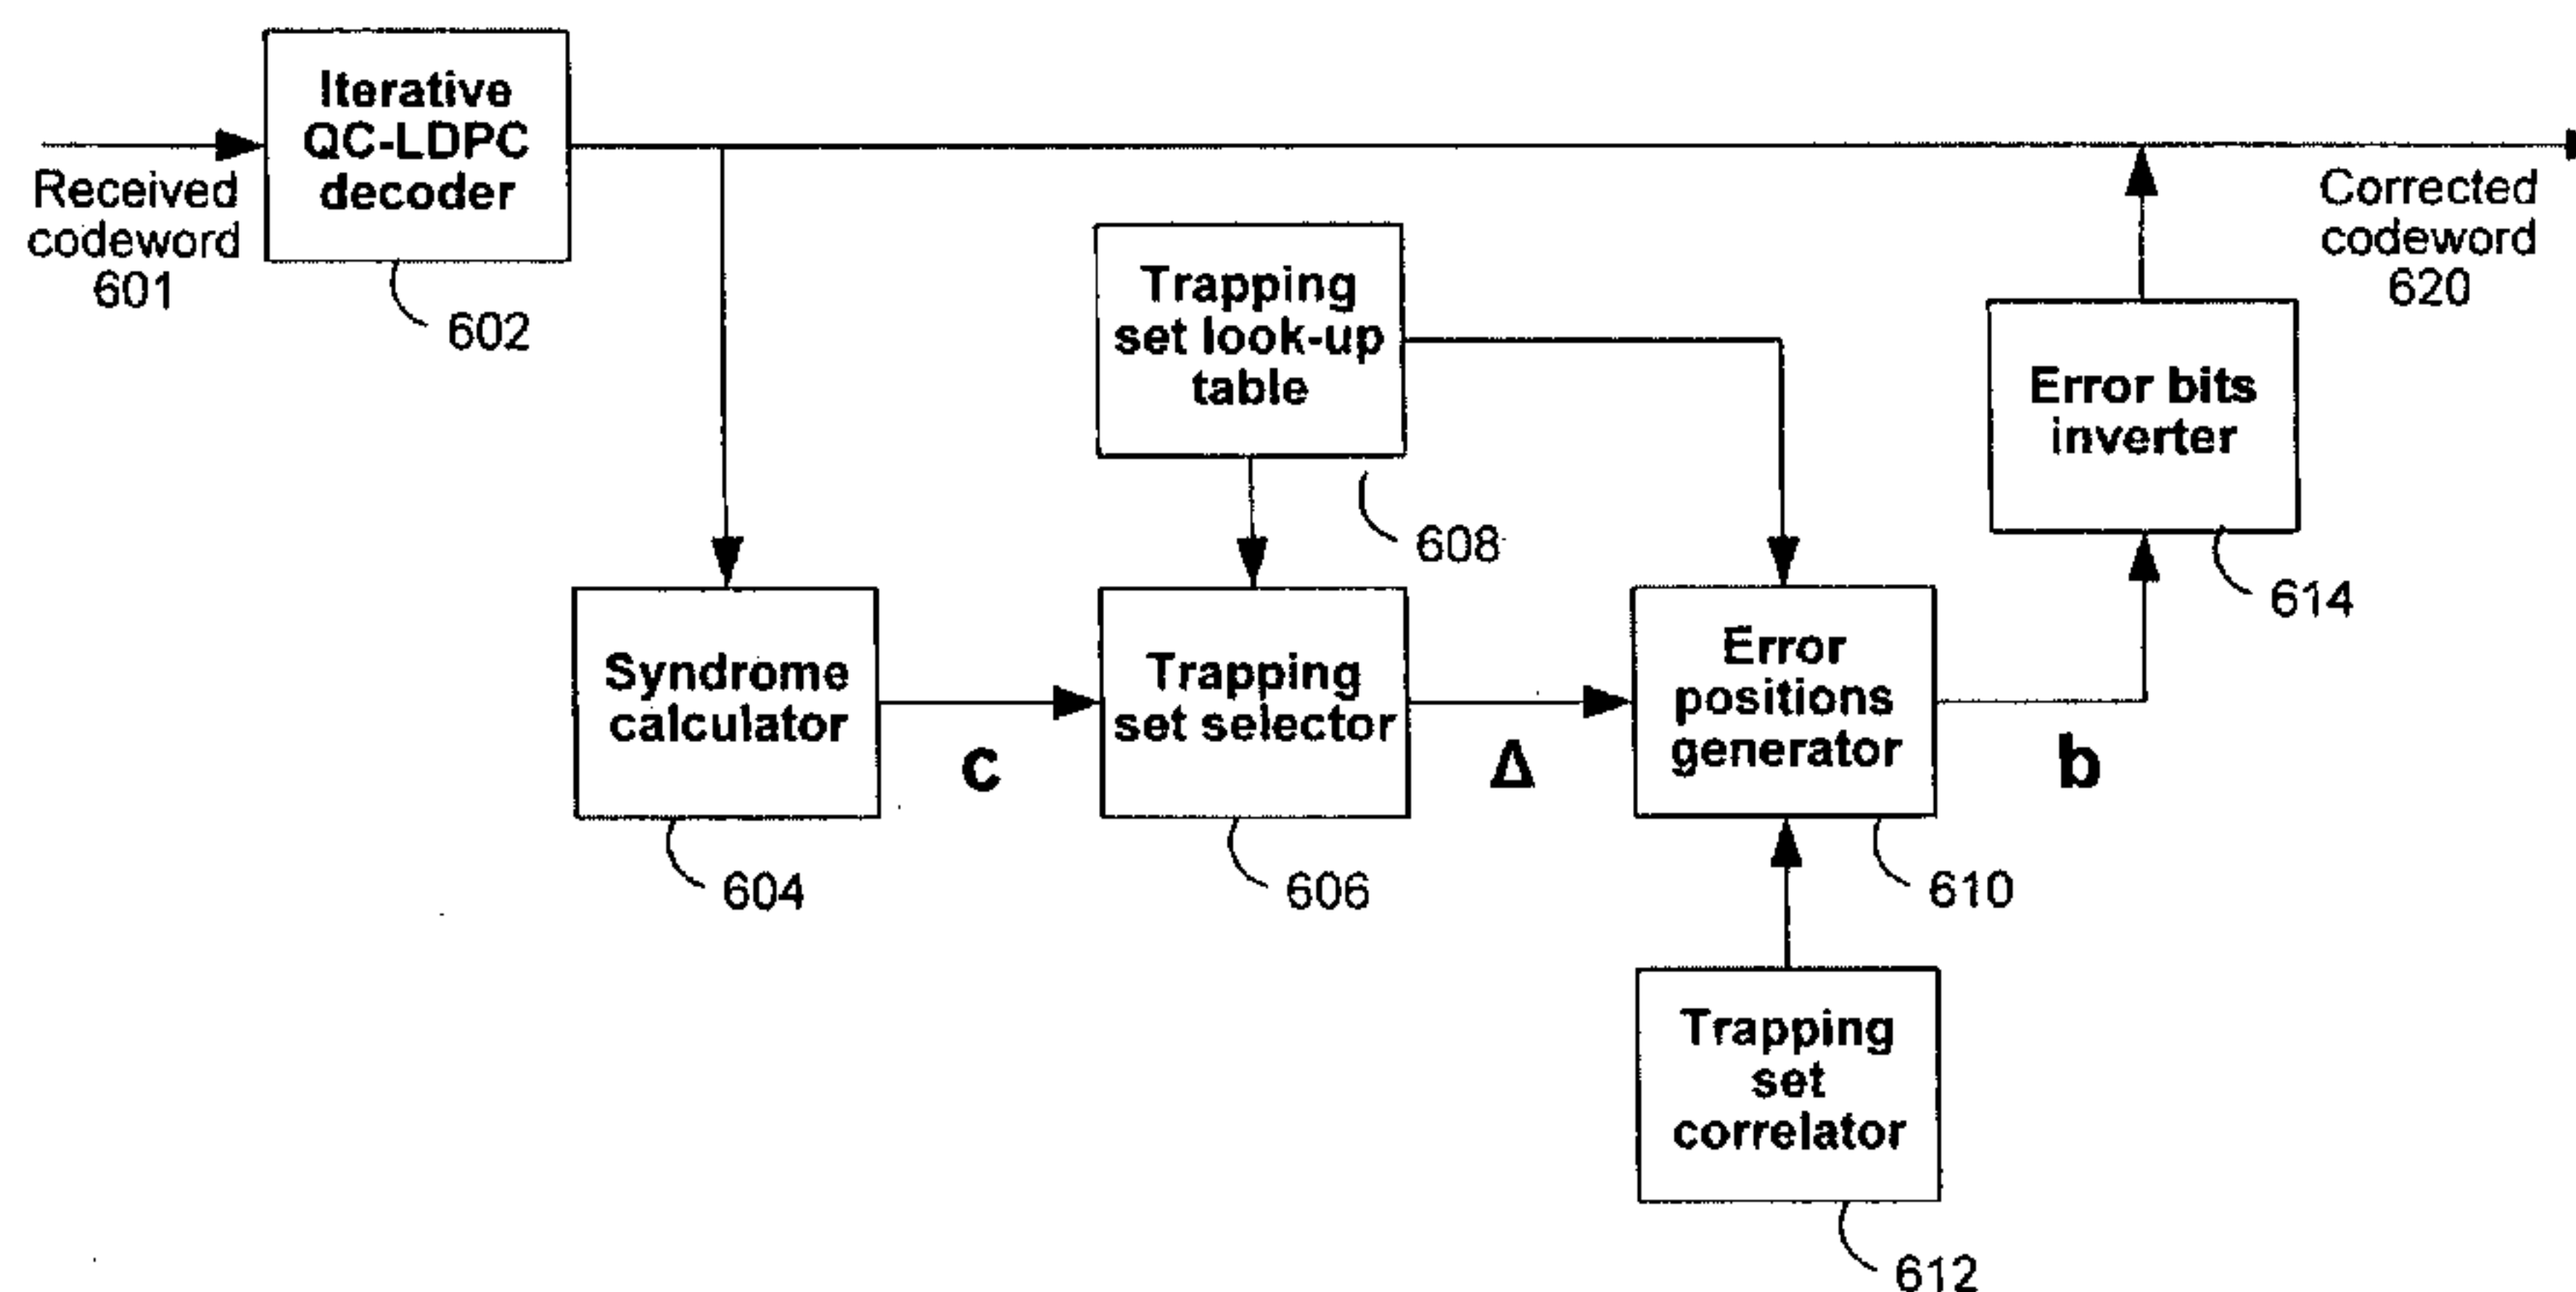 Iterative
QC-LDPC
decoder
Received
codeword
601
602
Corrected
codeword
620
Trapping
set look-up
table
608
Error bits
inverter
614
Syndrome
calculator
604
c
Trapping
set selector
606
Δ
Error
positions
generator
610
b
Trapping
set
correlator
612